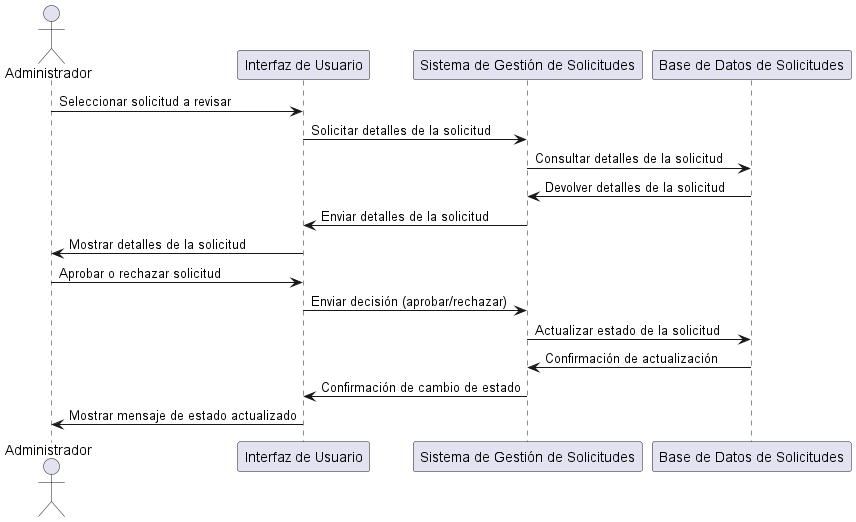 Administrador
Interfaz de Usuario
Sistema de Gestión de Solicitudes
Base de Datos de Solicitudes
Seleccionar solicitud a revisar
Solicitar detalles de la solicitud
Consultar detalles de la solicitud
Devolver detalles de la solicitud
Enviar detalles de la solicitud
Mostrar detalles de la solicitud
Aprobar o rechazar solicitud
Enviar decisión (aprobar/rechazar)
Actualizar estado de la solicitud
Confirmación de actualización
Confirmación de cambio de estado
Mostrar mensaje de estado actualizado
Administrador
Interfaz de Usuario
Sistema de Gestión de Solicitudes
Base de Datos de Solicitudes